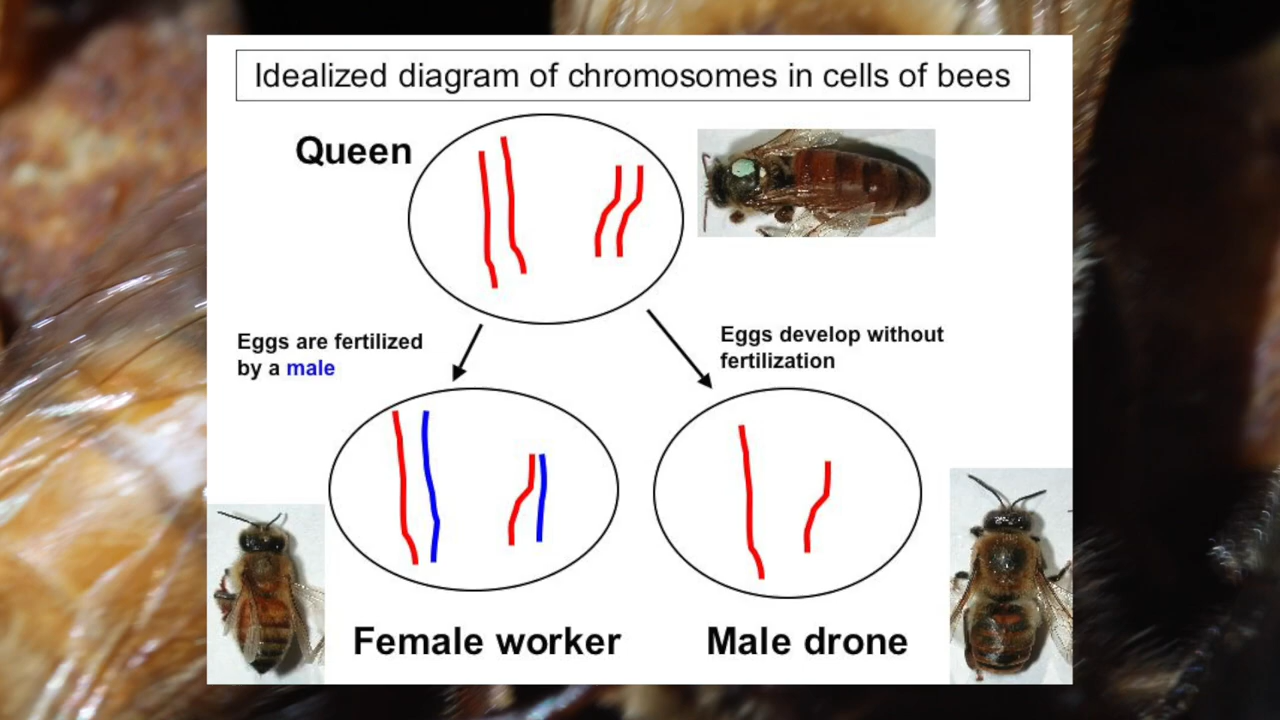 Idealized diagram of chromosomes in cells of bees
Queen
Eggs are fertilized
by a male
Eggs develop without
fertilization
Female worker
Male drone